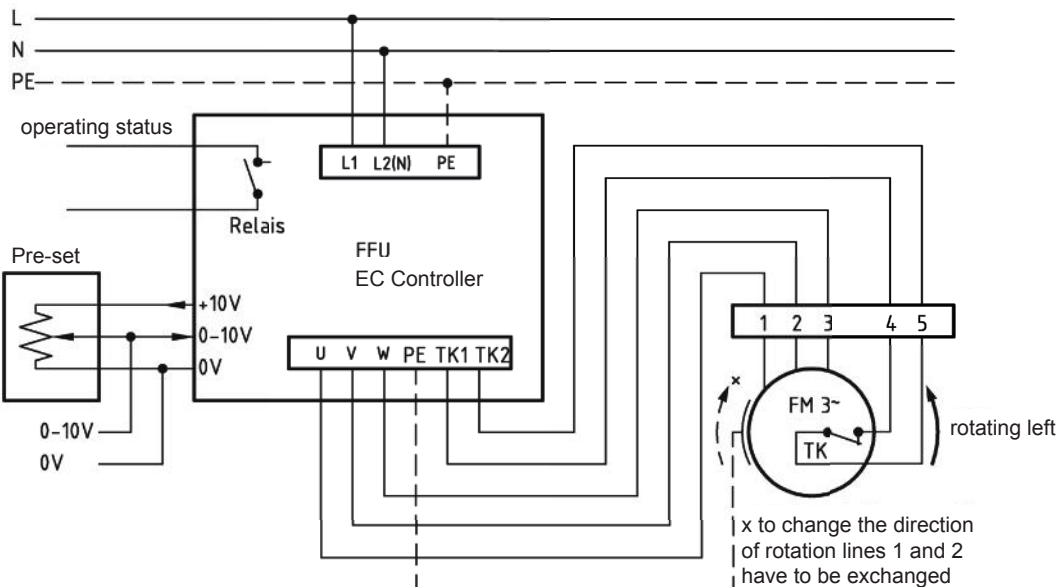 L
N
PE
operating status
L1 L2(N) PE
Relais
Pre-set
FFU
EC Controller
+10V
0-10V
0V
U V W PE TK1 TK2
1 2 3 4 5
x
FM 3~
TK
rotating left
0-10V
0V
x to change the direction
of rotation lines 1 and 2
have to be exchanged